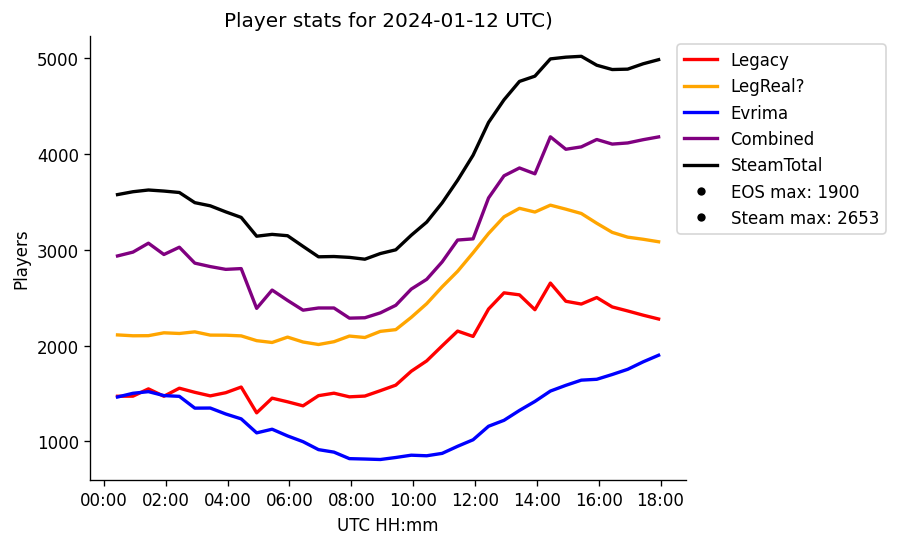 Player stats for 2024-01-12 UTC)
Legacy
LegReal?
Evrima
Combined
SteamTotal
EOS max: 1900
Steam max: 2653
Players
5000
4000
3000
2000
1000
00:00 02:00 04:00 06:00 08:00 10:00 12:00 14:00 16:00 18:00
UTC HH:mm